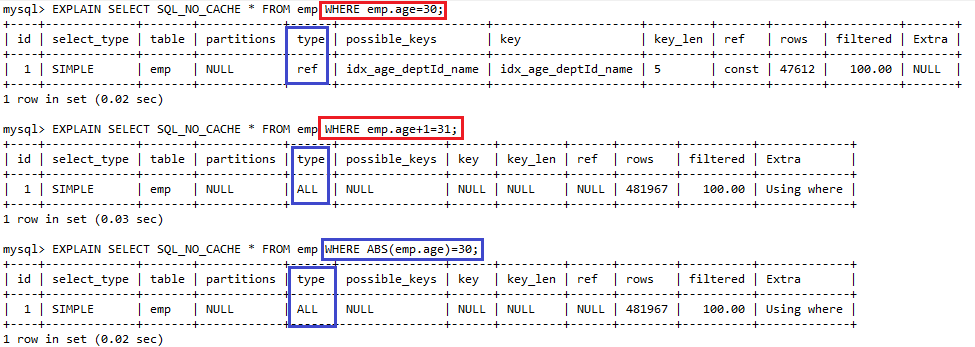 mysql> EXPLAIN SELECT SQL_NO_CACHE * FROM emp WHERE emp.age=30;
+----+-------------+-------+------------+------+----------------------+----------------------+---------+-------+-------+----------+-------+
| id | select_type | table | partitions | type | possible_keys | key | key_len | ref | rows | filtered | Extra |
+----+-------------+-------+------------+------+----------------------+----------------------+---------+-------+-------+----------+-------+
| 1 | SIMPLE | emp | NULL | ref | idx_age_deptId_name | idx_age_deptId_name | 5 | const | 47612 | 100.00 | NULL |
+----+-------------+-------+------------+------+----------------------+----------------------+---------+-------+-------+----------+-------+
1 row in set (0.02 sec)
mysql> EXPLAIN SELECT SQL_NO_CACHE * FROM emp WHERE emp.age+1=31;
+----+-------------+-------+------------+------+---------------+------+---------+------+--------+----------+-------------+
| id | select_type | table | partitions | type | possible_keys | key | key_len | ref | rows | filtered | Extra |
+----+-------------+-------+------------+------+---------------+------+---------+------+--------+----------+-------------+
| 1 | SIMPLE | emp | NULL | ALL | NULL | NULL | NULL | NULL | 481967 | 100.00 | Using where |
+----+-------------+-------+------------+------+---------------+------+---------+------+--------+----------+-------------+
1 row in set (0.03 sec)
mysql> EXPLAIN SELECT SQL_NO_CACHE * FROM emp WHERE ABS(emp.age)=30;
+----+-------------+-------+------------+------+---------------+------+---------+------+--------+----------+-------------+
| id | select_type | table | partitions | type | possible_keys | key | key_len | ref | rows | filtered | Extra |
+----+-------------+-------+------------+------+---------------+------+---------+------+--------+----------+-------------+
| 1 | SIMPLE | emp | NULL | ALL | NULL | NULL | NULL | NULL | 481967 | 100.00 | Using where |
+----+-------------+-------+------------+------+---------------+------+---------+------+--------+----------+-------------+
1 row in set (0.02 sec)